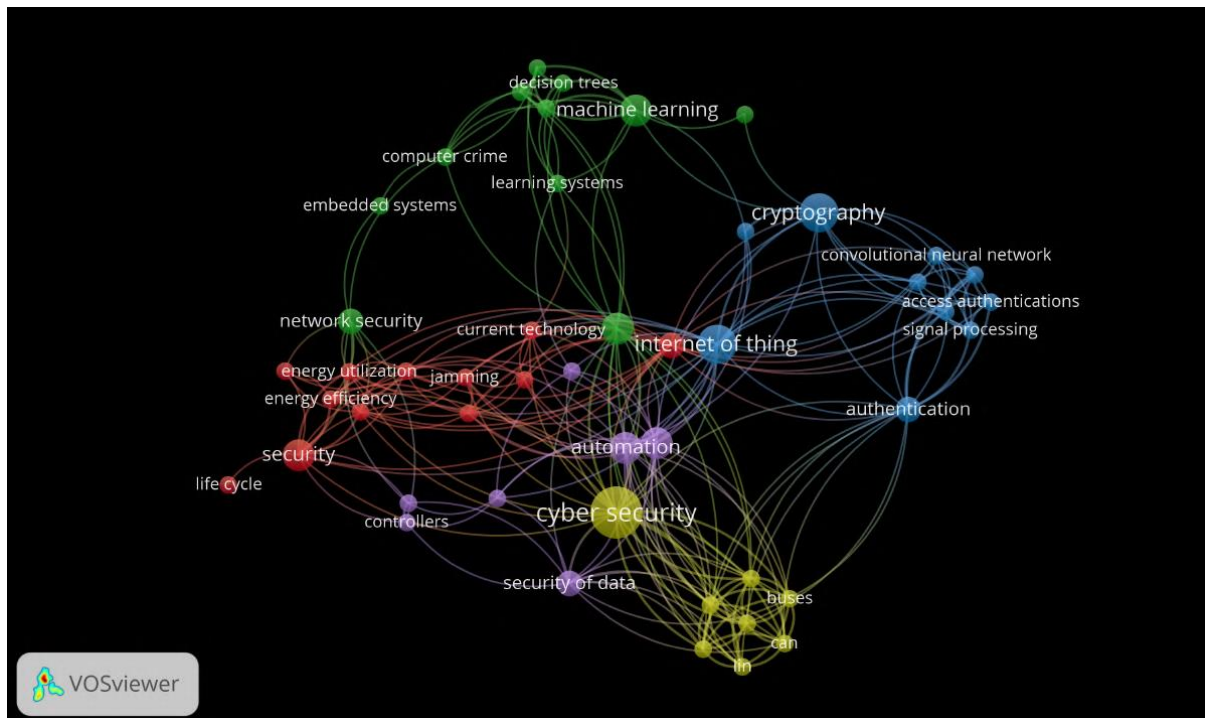 decision trees
machine learning
computer crime
learning systems
embedded systems
cryptography
convolutional neural network
access authentications
network security
current technology
signal processing
internet of thing
energy utilization
jamming
energy efficiency
authentication
automation
security
life cycle
cyber security
controllers
security of data
buses
can
lin
VOSviewer